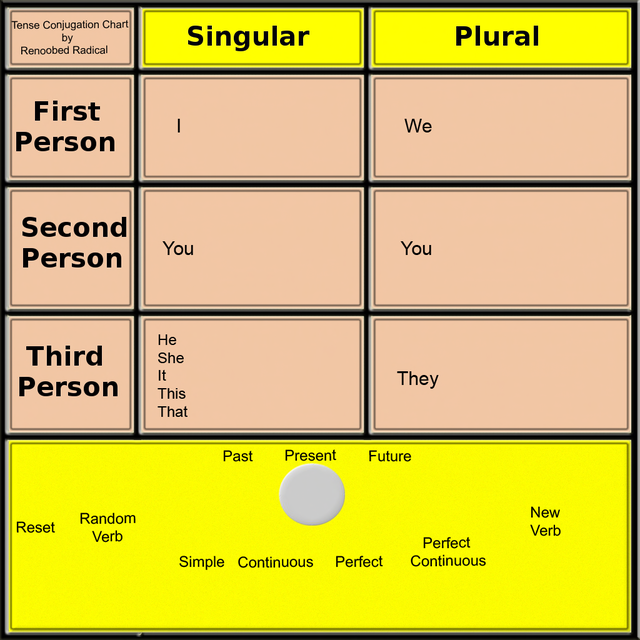 Tense Conjugation Chart
by
Renoobed Radical
Singular
Plural
First
Person
I
We
Second
Person
You
You
Third
Person
He
She
It
This
That
They
Past
Present
Future
Reset
Random
Verb
New
Verb
Simple
Continuous
Perfect
Perfect
Continuous